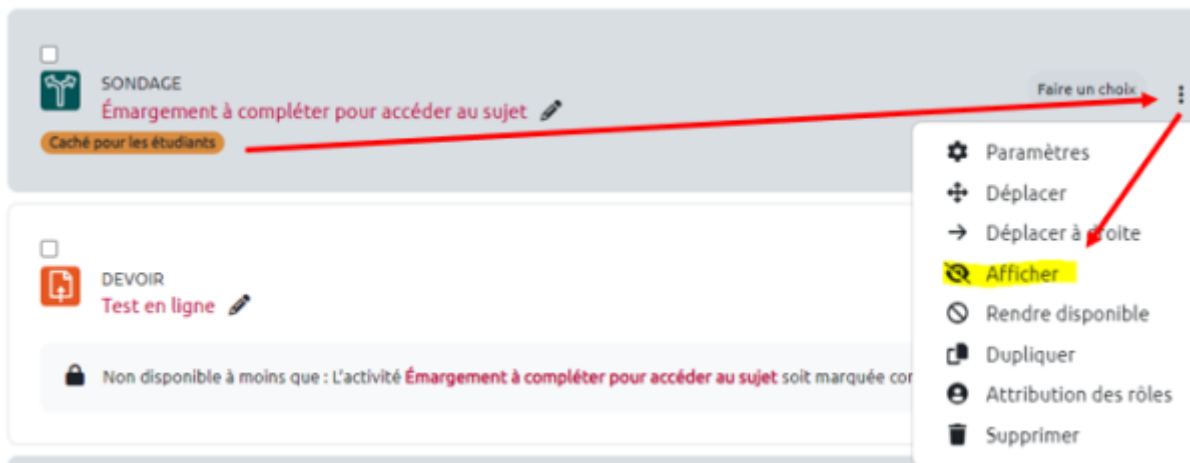 SONDAGE
Émargement à compléter pour accéder au sujet
Faire un choix
Caché pour les étudiants
Paramètres
Déplacer
Déplacer à droite
Afficher
Rendre disponible
Dupliquer
Attribution des rôles
Supprimer
DEVOIR
Test en ligne
Non disponible à moins que : L'activité Émargement à compléter pour accéder au sujet soit marquée